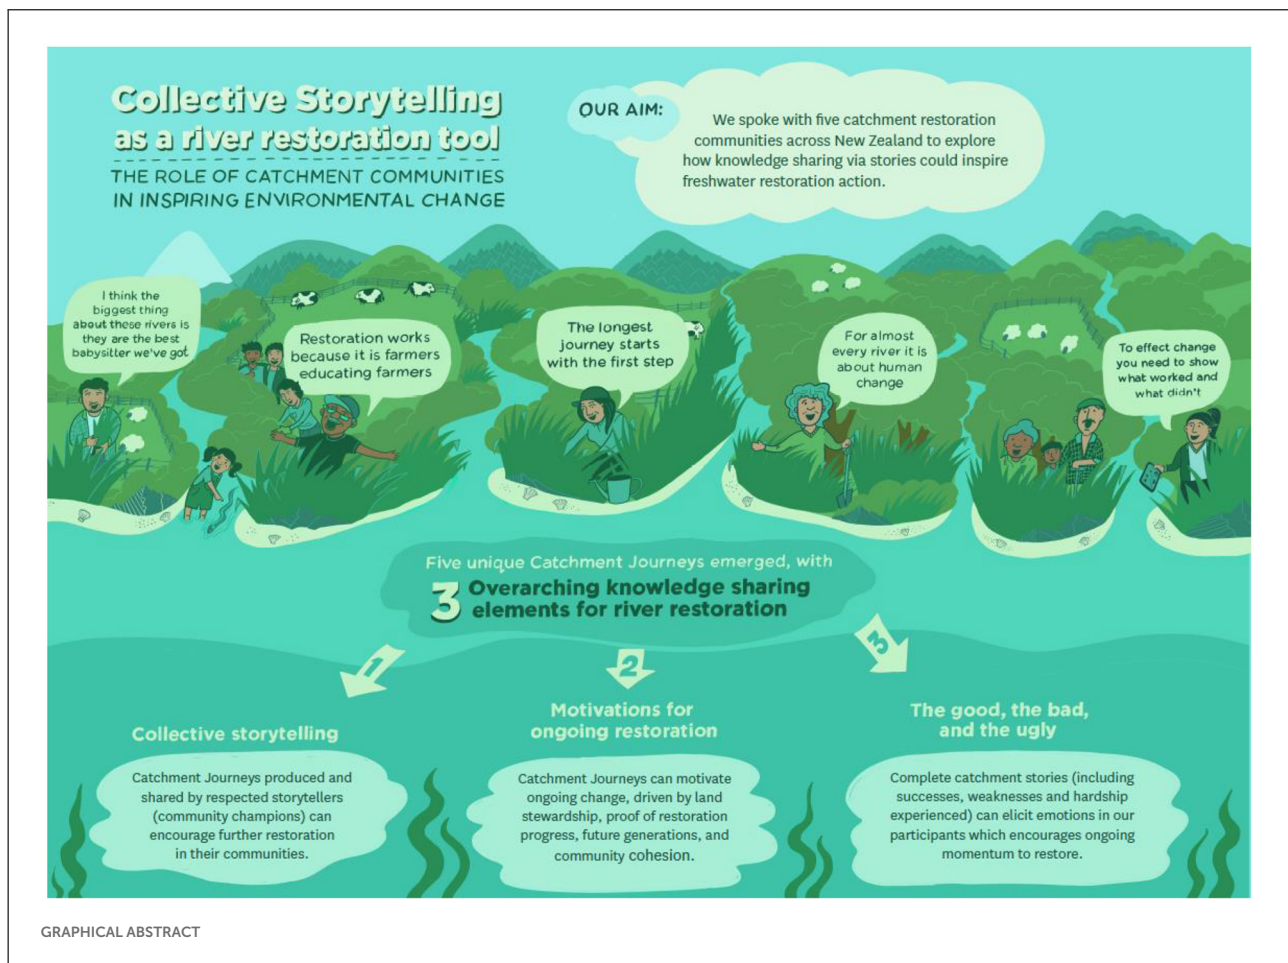 Collective Storytelling
as a river restoration tool
THE ROLE OF CATCHMENT COMMUNITIES
IN INSPIRING ENVIRONMENTAL CHANGE
OUR AIM:
We spoke with five catchment restoration
communities across New Zealand to explore
how knowledge sharing via stories could inspire
freshwater restoration action.
I think the
biggest thing
about these rivers is
they are the best
babysitter we've got
Restoration works
because it is farmers
educating farmers
The longest
journey starts
with the first step
For almost
every river it is
about human
change
To effect change
you need to show
what worked and
what didn't
Five unique Catchment Journeys emerged, with
3 Overarching knowledge sharing
elements for river restoration
1
Collective storytelling
Catchment Journeys produced and
shared by respected storytellers
(community champions) can
encourage further restoration
in their communities.
2
Motivations for
ongoing restoration
Catchment Journeys can motivate
ongoing change, driven by land
stewardship, proof of restoration
progress, future generations, and
community cohesion.
3
The good, the bad,
and the ugly
Complete catchment stories (including
successes, weaknesses and hardship
experienced) can elicit emotions in our
participants which encourages ongoing
momentum to restore.
GRAPHICAL ABSTRACT